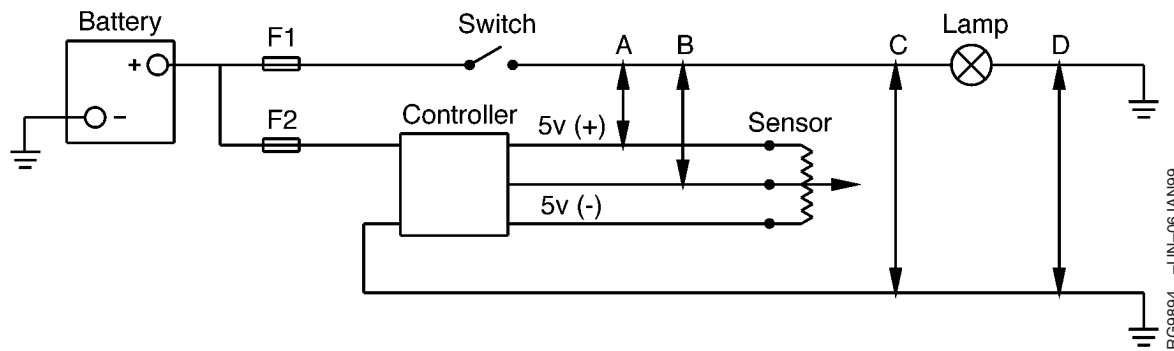 Battery
+
-
F1
Switch
A
B
C
Lamp
D
F2
Controller
5v (+)
Sensor
5v (-)
RG9894 –UN–06JAN99